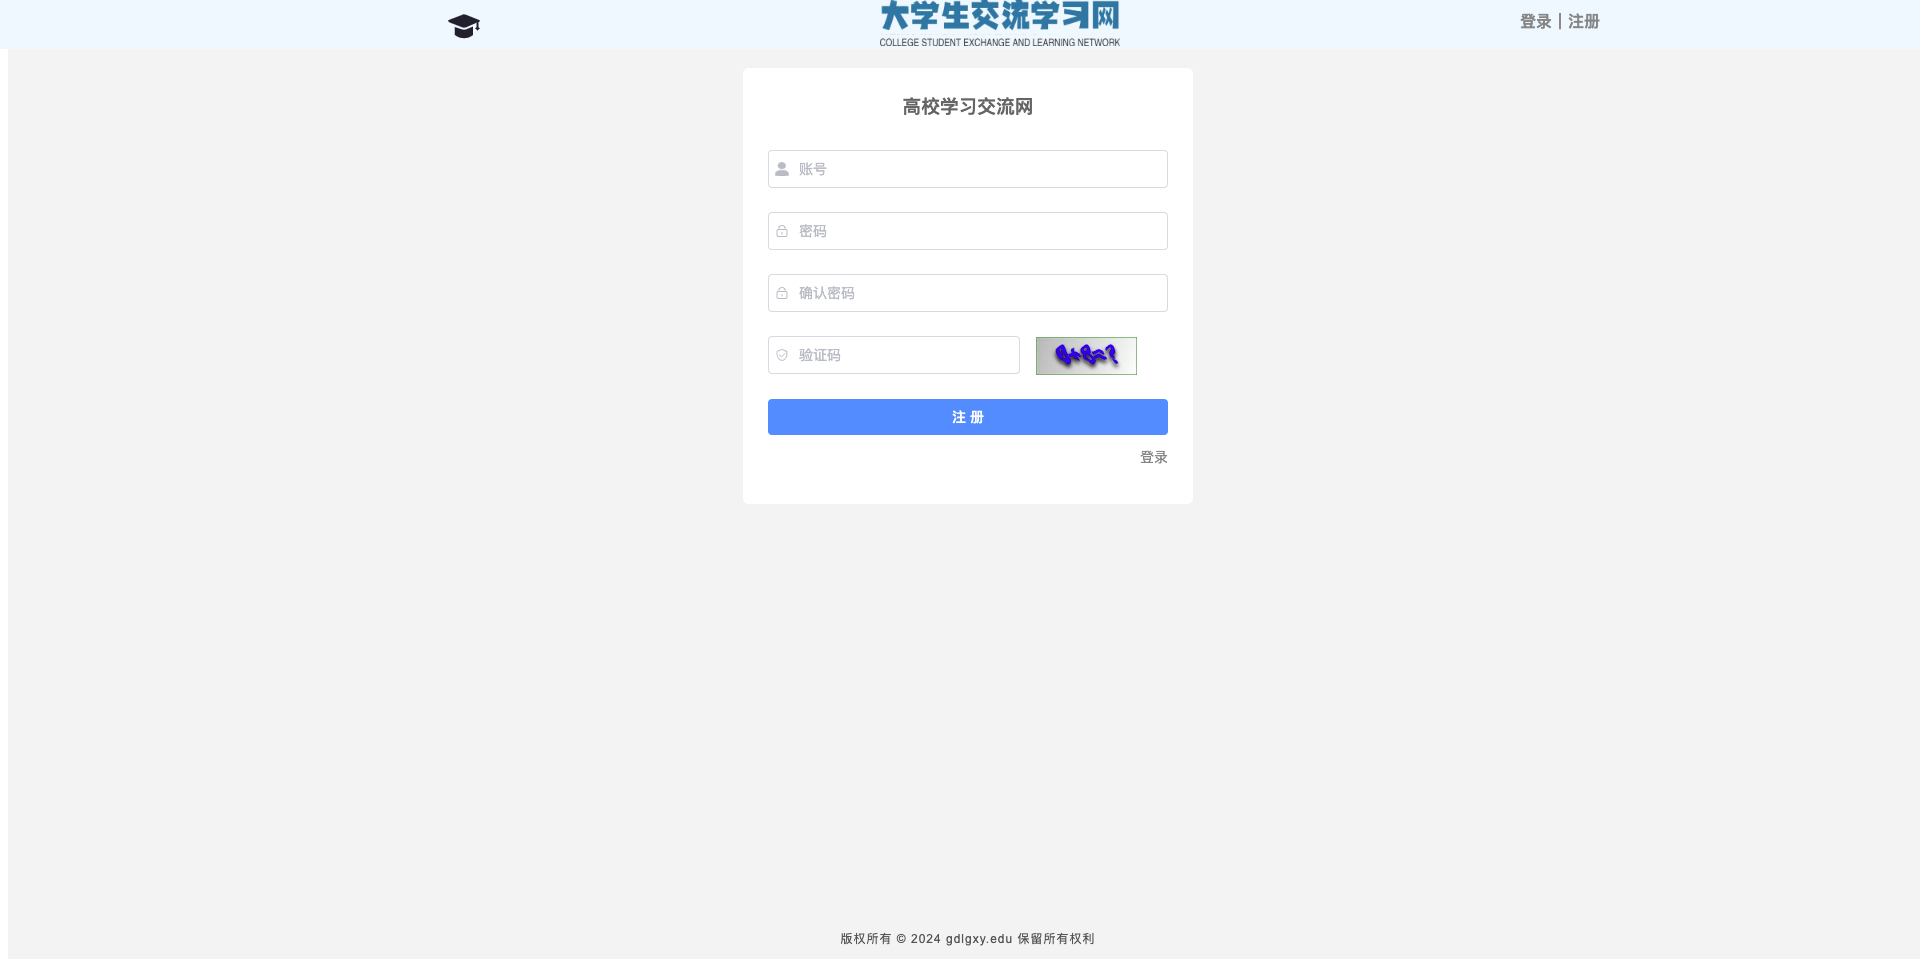 大学生交流学习网
COLLEGE STUDENT EXCHANGE AND LEARNING NETWORK
登录 | 注册
高校学习交流网
账号
密码
确认密码
验证码
注 册
登录
版权所有 © 2024 gdlgxy.edu 保留所有权利